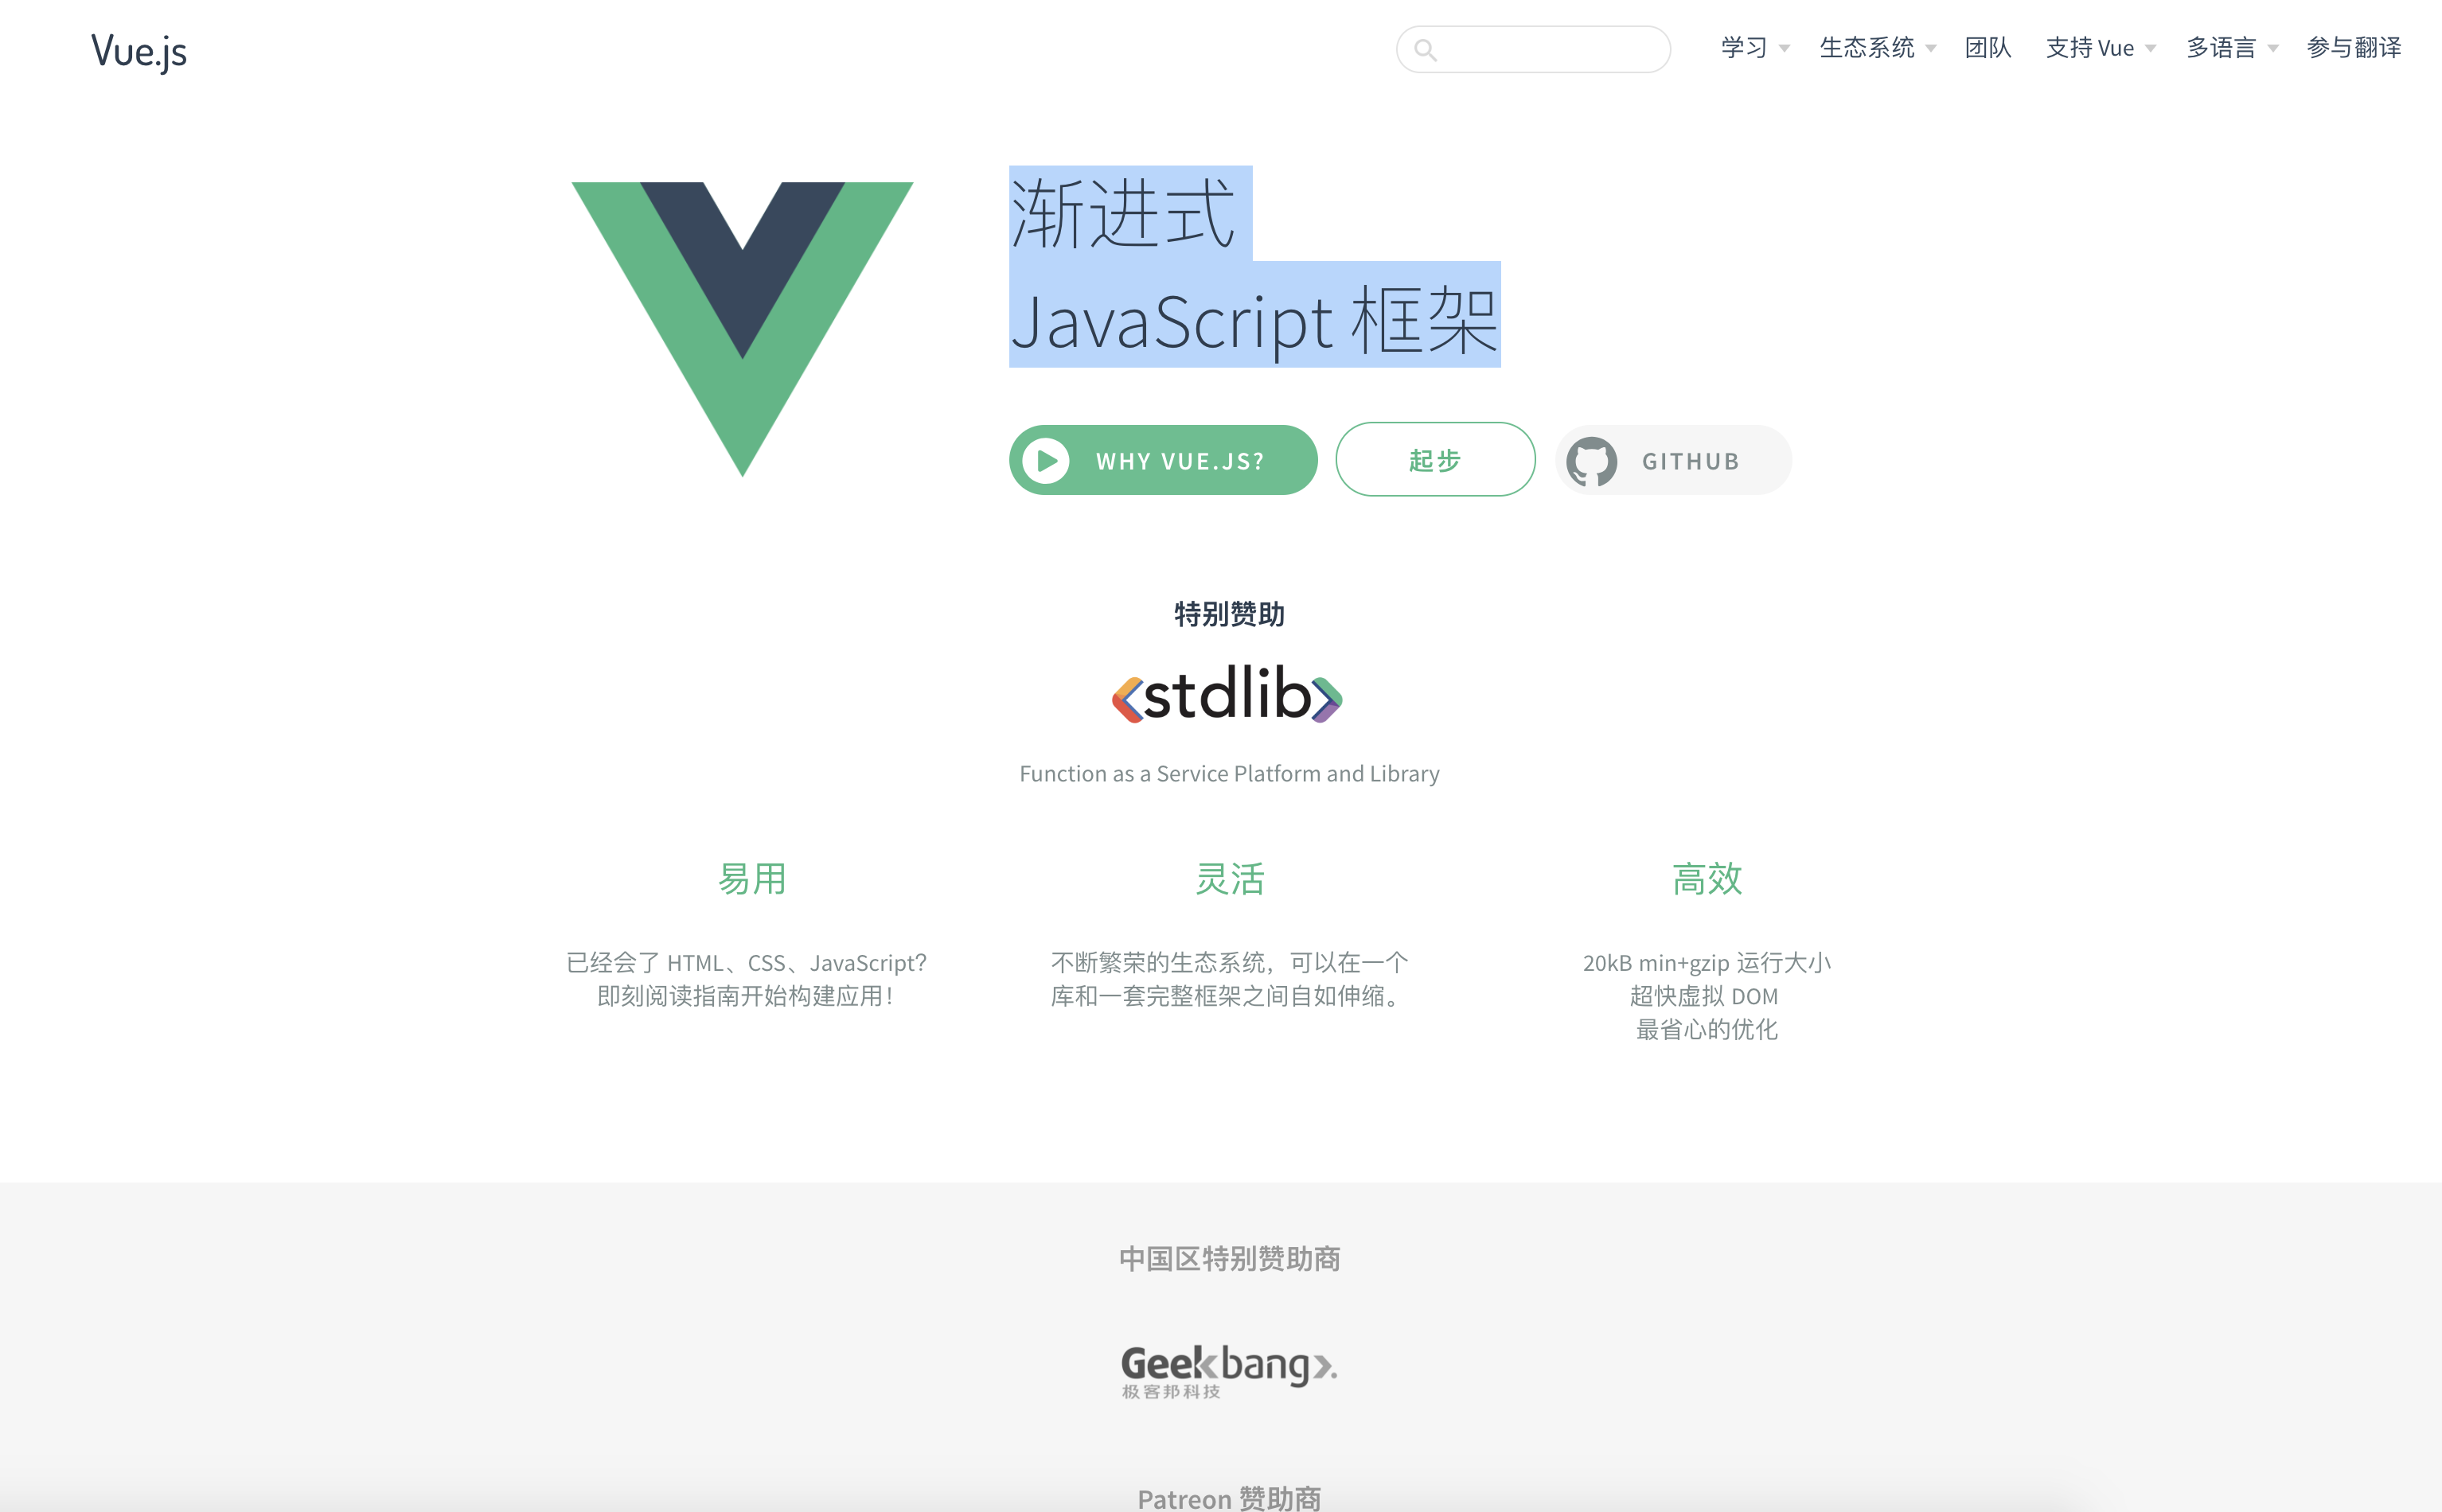 Vue.js
学习 生态系统 团队 支持 Vue 多语言 参与翻译
渐进式
JavaScript 框架
WHY VUE.JS? 起步 GITHUB
特别赞助
stdlib
Function as a Service Platform and Library
易用
已经会了 HTML、CSS、JavaScript?
即刻阅读指南开始构建应用！
灵活
不断繁荣的生态系统，可以在一个
库和一套完整框架之间自如伸缩。
高效
20kB min+gzip 运行大小
超快虚拟 DOM
最省心的优化
中国区特别赞助商
Geekbang>.
极客邦科技
Patreon 赞助商